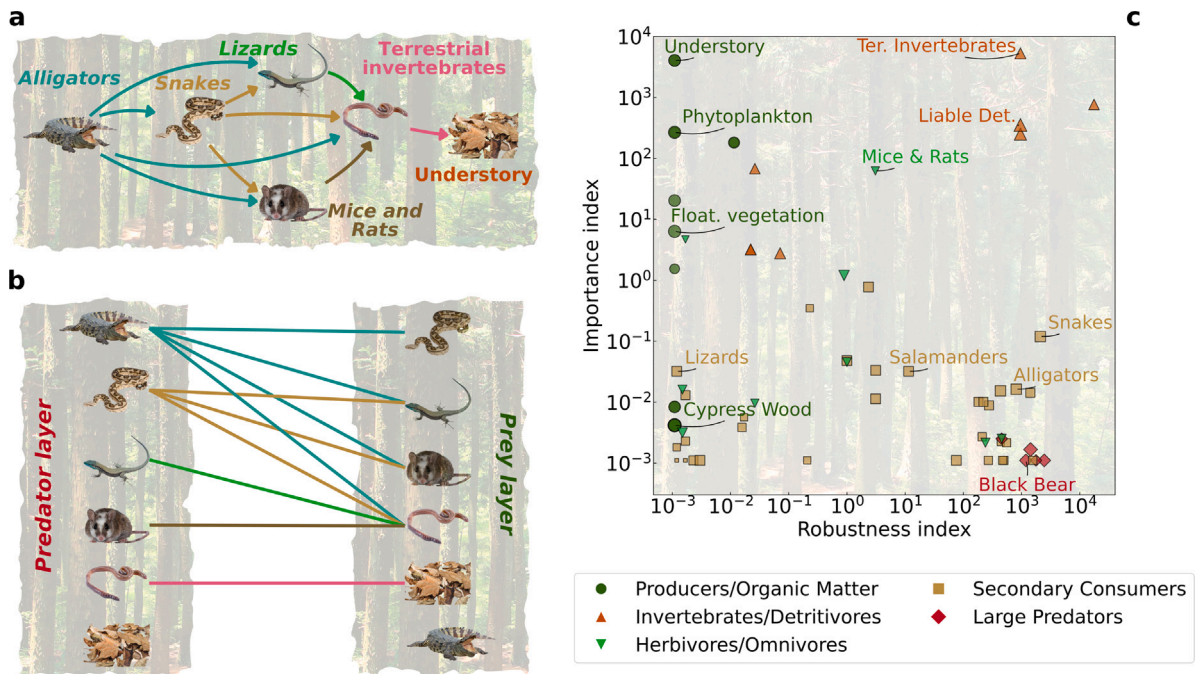 a
Lizards
Terrestrial
invertebrates
Alligators
Snakes
Understory
Mice and
Rats
b
Predator layer
Prey layer
c
Importance index
10^4
10^3
10^2
10^1
10^0
10^−1
10^−2
10^−3
Understory
Ter. Invertebrates
Phytoplankton
Liable Det.
Mice & Rats
Float. vegetation
Snakes
Lizards
Salamanders
Alligators
Cypress Wood
Black Bear
10^−3
10^−2
10^−1
10^0
10^1
10^2
10^3
10^4
Robustness index
Producers/Organic Matter
Invertebrates/Detritivores
Herbivores/Omnivores
Secondary Consumers
Large Predators